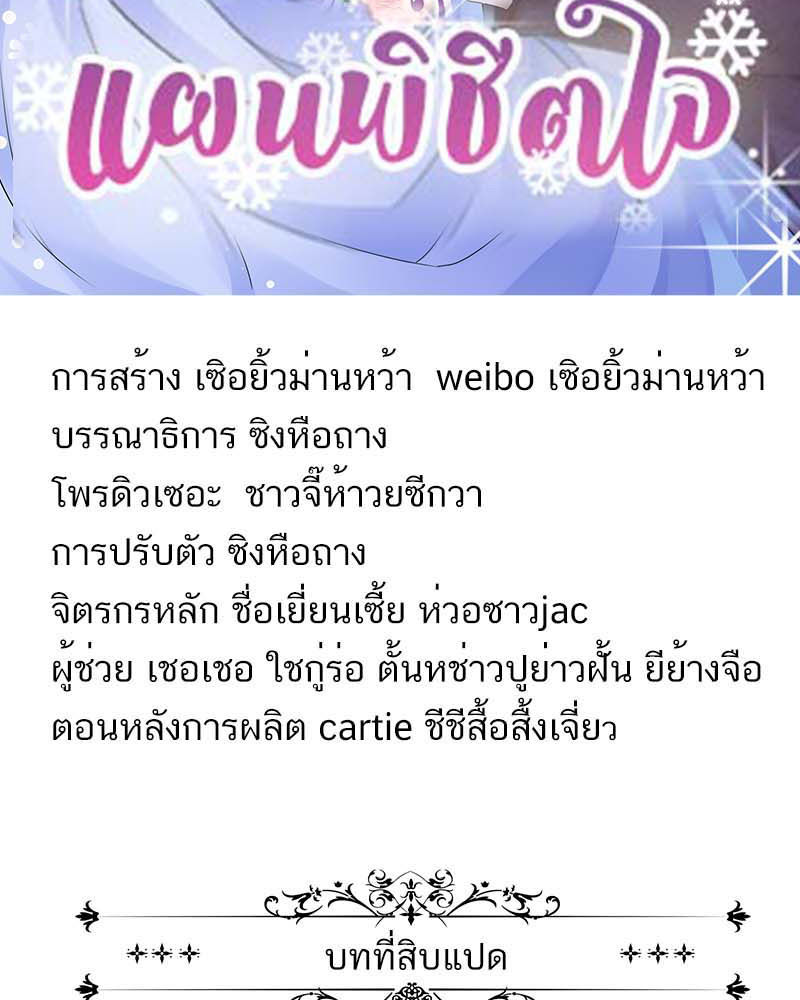 แผนพิชิตใจ
การสร้าง เซิอยิ้วม่านหว้า weibo เซิอยิ้วม่านหว้า
บรรณาธิการ ซิงหือถาง
โพรดิวเซอะ ชาวจี๊ห้าวยซีกวา
การปรับตัว ซิงหือถาง
จิตรกรหลัก ชื่อเยี่ยนเซี้ย ห่วอซาวjac
ผู้ช่วย เชอเชอ ใชกู่ร่อ ตั้นหช่าวปูย่าวฝั้น ยีย้างจือ
ตอนหลังการผลิต cartie ชีชีสื้อสิ้งเจี่ยว
บทที่สิบแปด